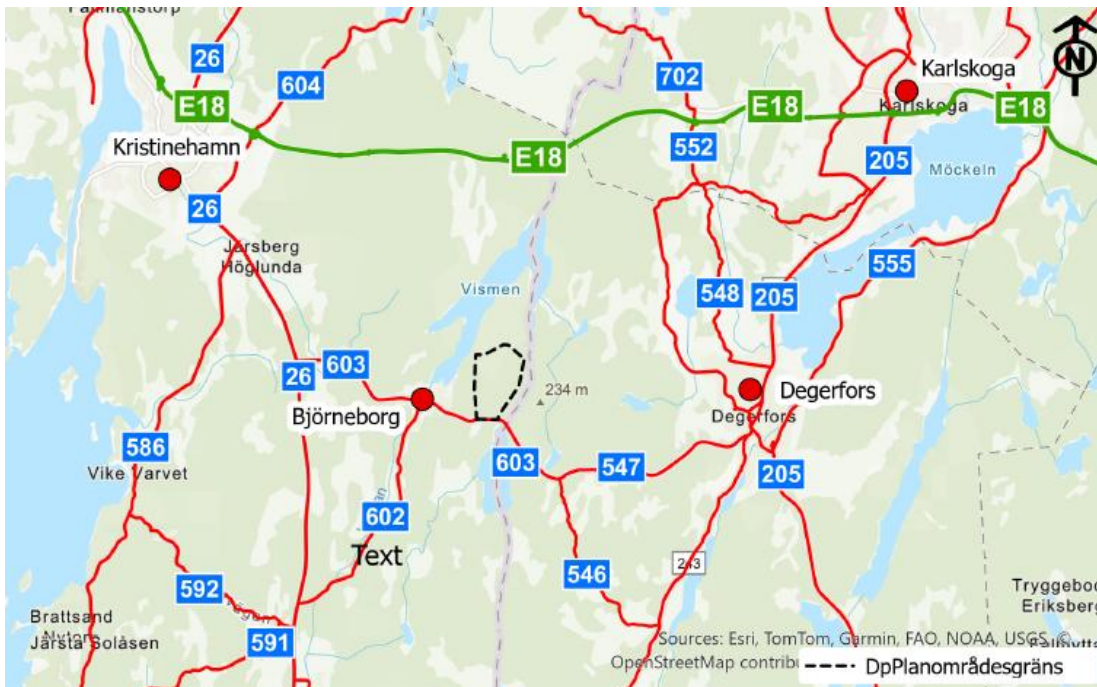 26
604
702
Karlskoga
N
E18
E18
E18
E18
Karlskoga
Kristinehamn
552
205
Möckeln
26
Järsberg
Höglunda
555
Vismen
548
205
603
26
234 m
Björneborg
Degerfors
Degerfors
586
603
547
205
Vike Varvet
602
Text
592
546
243
Tryggebod
Eriksberg
Brattsand
591
Järsta Solåsen
Sources: Esri, TomTom, Garmin, FAO, NOAA, USGS, ©
OpenStreetMap contribu
DpPlanområdesgräns